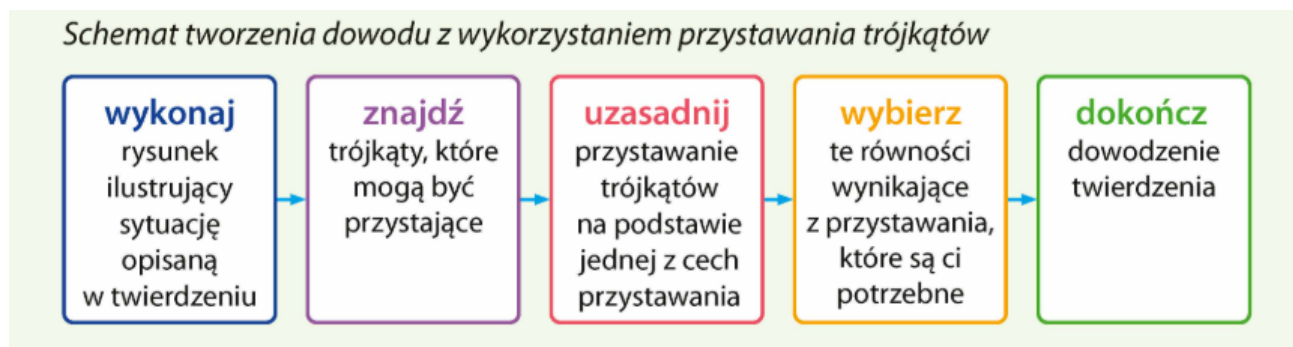 Schemat tworzenia dowodu z wykorzystaniem przystawania trójkątów
wykonaj
rysunek
ilustrujący
sytuację
opisaną
w twierdzeniu
znajdź
trójkąty, które
mogą być
przystające
uzasadnij
przystawanie
trójkątów
na podstawie
jednej z cech
przystawania
wybierz
te równości
wynikające
z przystawania,
które są ci
potrzebne
dokończ
dowodzenie
twierdzenia